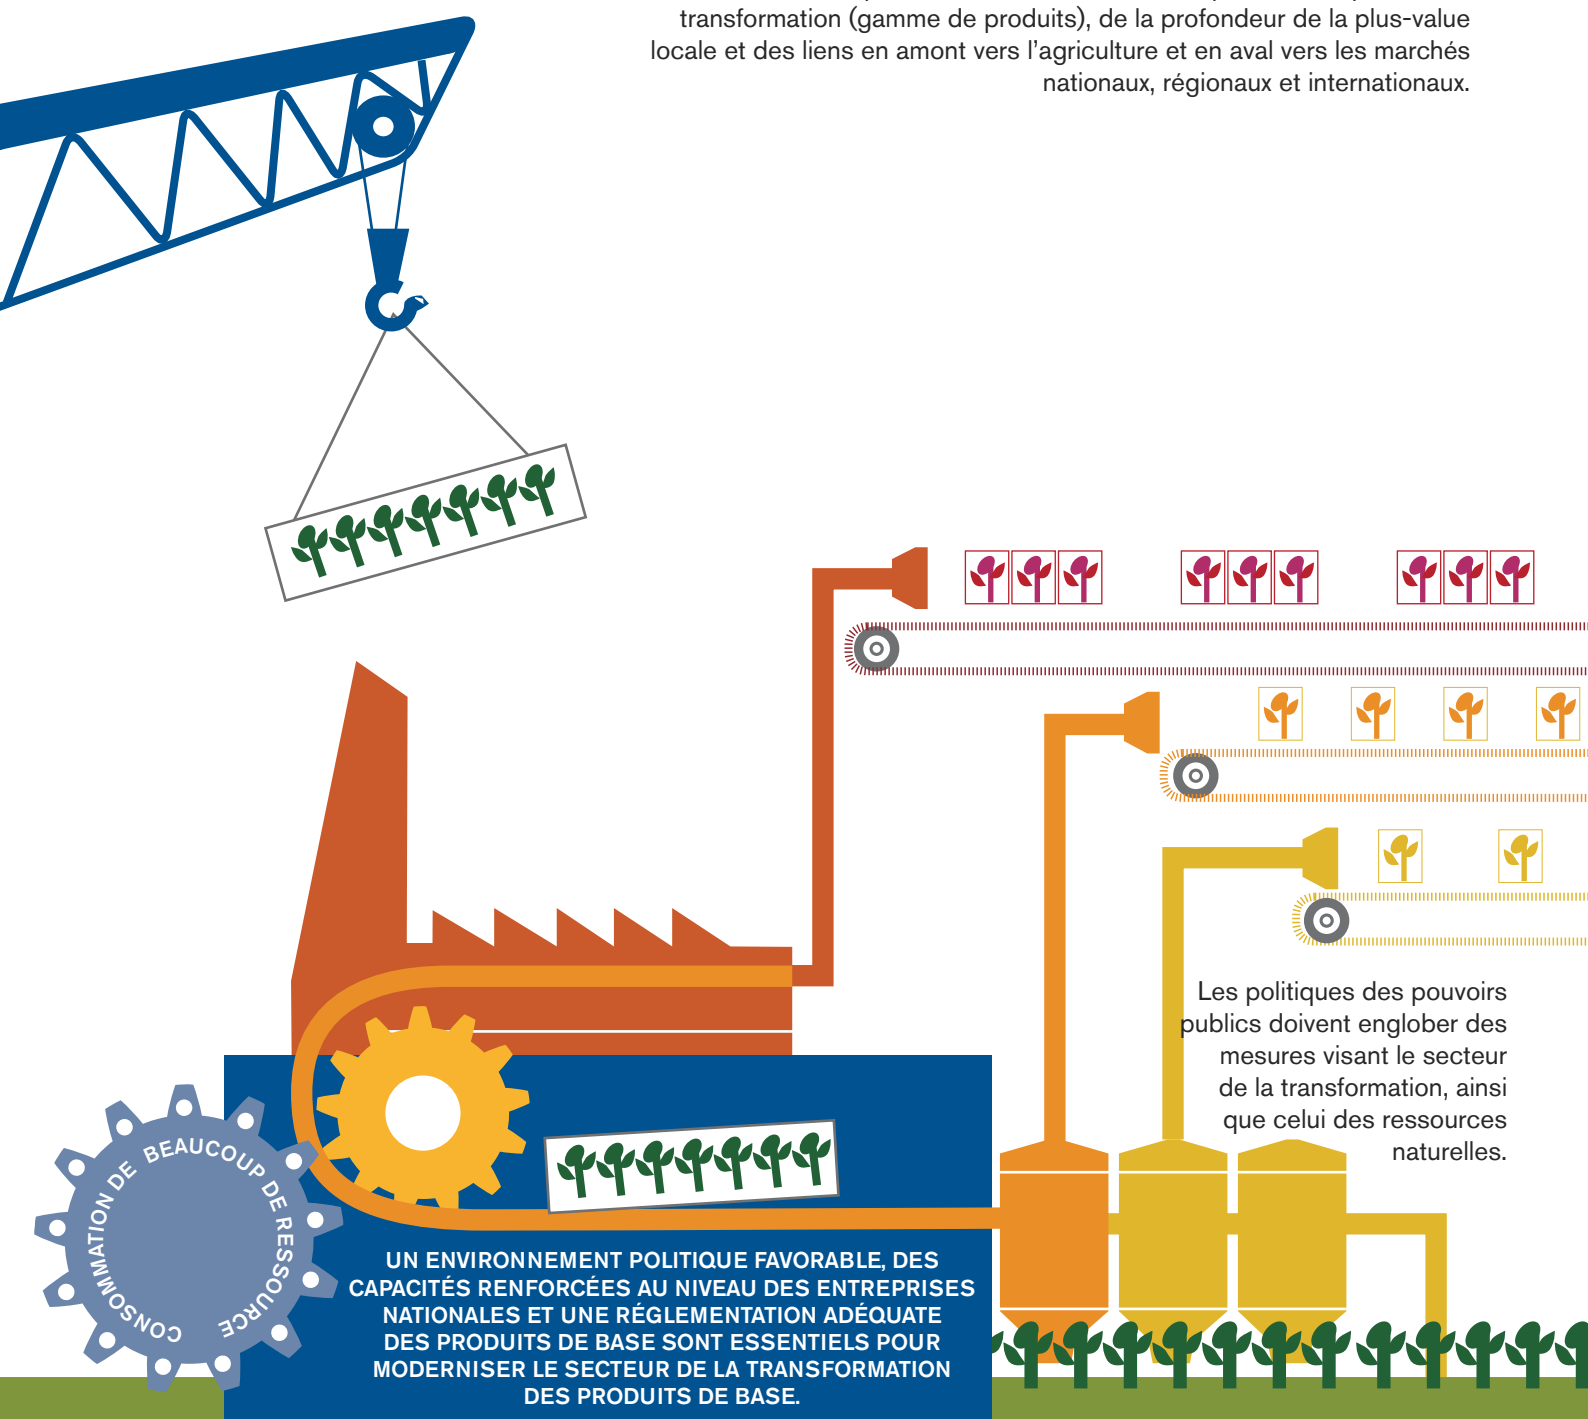 transformation (gamme de produits), de la profondeur de la plus-value
locale et des liens en amont vers l’agriculture et en aval vers les marchés
nationaux, régionaux et internationaux.
Les politiques des pouvoirs
publics doivent englober des
mesures visant le secteur
de la transformation, ainsi
que celui des ressources
naturelles.
CONSOMMATION DE BEAUCOUP DE RESSOURCE
UN ENVIRONNEMENT POLITIQUE FAVORABLE, DES
CAPACITÉS RENFORCÉES AU NIVEAU DES ENTREPRISES
NATIONALES ET UNE RÉGLEMENTATION ADÉQUATE
DES PRODUITS DE BASE SONT ESSENTIELS POUR
MODERNISER LE SECTEUR DE LA TRANSFORMATION
DES PRODUITS DE BASE.